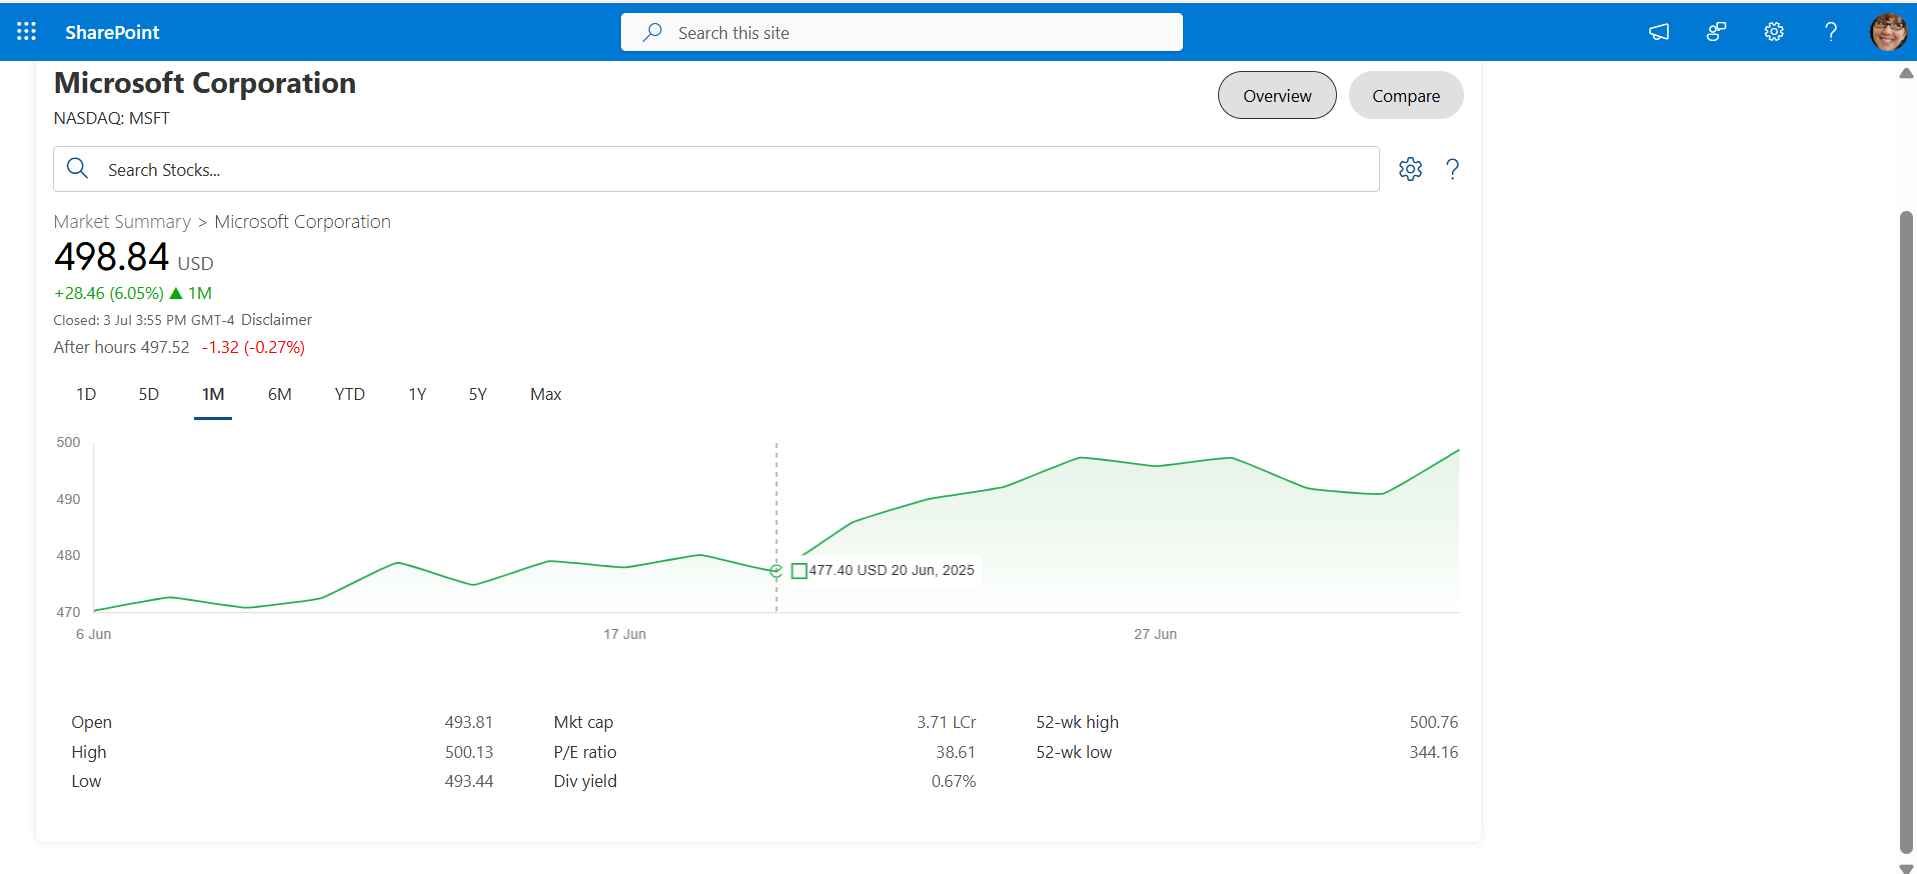 SharePoint
Search this site
?
Microsoft Corporation
NASDAQ: MSFT
Overview
Compare
Search Stocks...
?
Market Summary > Microsoft Corporation
498.84 USD
+28.46 (6.05%) ▲ 1M
Closed: 3 Jul 3:55 PM GMT-4 Disclaimer
After hours 497.52 -1.32 (-0.27%)
1D 5D 1M 6M YTD 1Y 5Y Max
500
490
480
470
477.40 USD 20 Jun, 2025
6 Jun 17 Jun 27 Jun
Open 493.81 Mkt cap 3.71 LCr 52-wk high 500.76
High 500.13 P/E ratio 38.61 52-wk low 344.16
Low 493.44 Div yield 0.67%